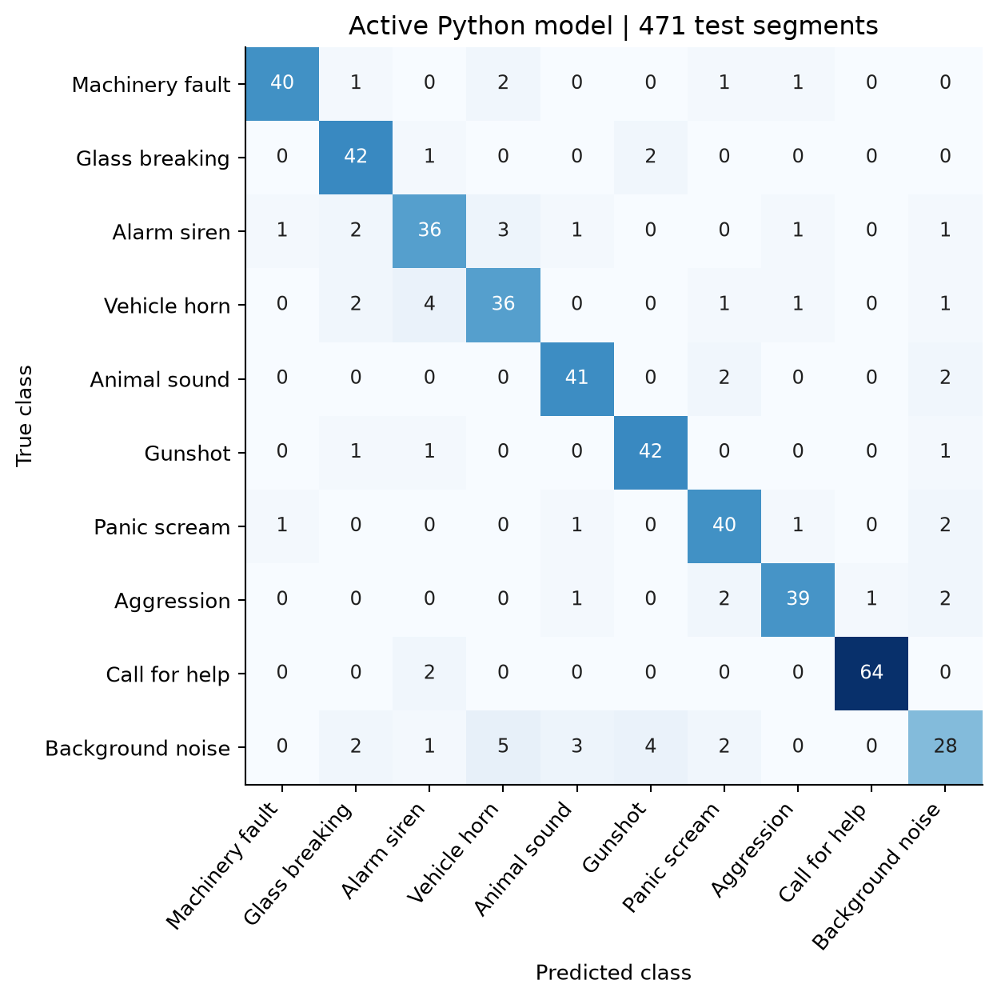 Active Python model | 471 test segments
Machinery fault 40 1 0 2 0 0 1 1 0 0
Glass breaking 0 42 1 0 0 2 0 0 0 0
Alarm siren 1 2 36 3 1 0 0 1 0 1
Vehicle horn 0 2 4 36 0 0 1 1 0 1
Animal sound 0 0 0 0 41 0 2 0 0 2
Gunshot 0 1 1 0 0 42 0 0 0 1
Panic scream 1 0 0 0 1 0 40 1 0 2
Aggression 0 0 0 0 1 0 2 39 1 2
Call for help 0 0 2 0 0 0 0 0 64 0
Background noise 0 2 1 5 3 4 2 0 0 28
True class
Machinery fault
Glass breaking
Alarm siren
Vehicle horn
Animal sound
Gunshot
Panic scream
Aggression
Call for help
Background noise
Predicted class